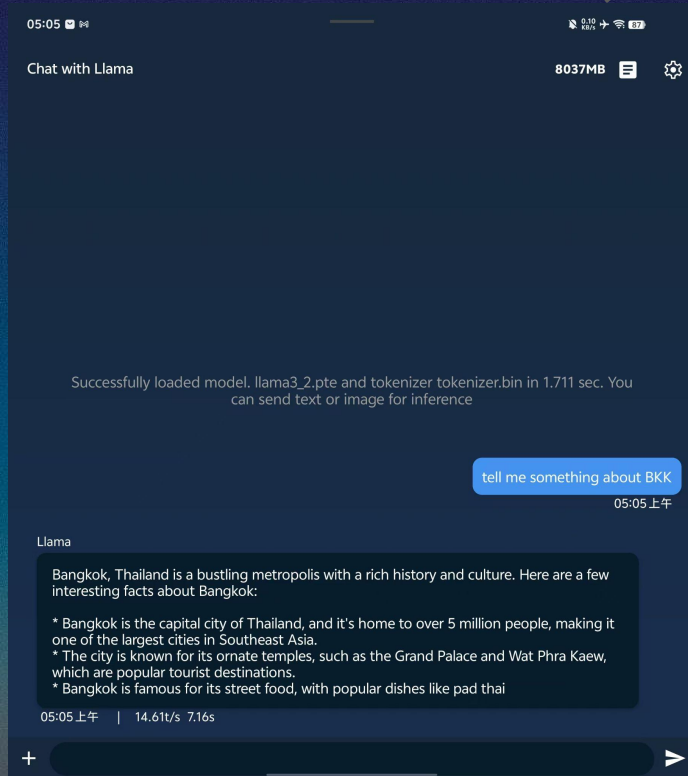 05:05
0.10 KB/s 87
Chat with Llama
8037MB
Successfully loaded model. llama3_2.pte and tokenizer tokenizer.bin in 1.711 sec. You
can send text or image for inference
tell me something about BKK
05:05上午
Llama
Bangkok, Thailand is a bustling metropolis with a rich history and culture. Here are a few
interesting facts about Bangkok:
* Bangkok is the capital city of Thailand, and it's home to over 5 million people, making it
one of the largest cities in Southeast Asia.
* The city is known for its ornate temples, such as the Grand Palace and Wat Phra Kaew,
which are popular tourist destinations.
* Bangkok is famous for its street food, with popular dishes like pad thai
05:05上午 | 14.61t/s 7.16s